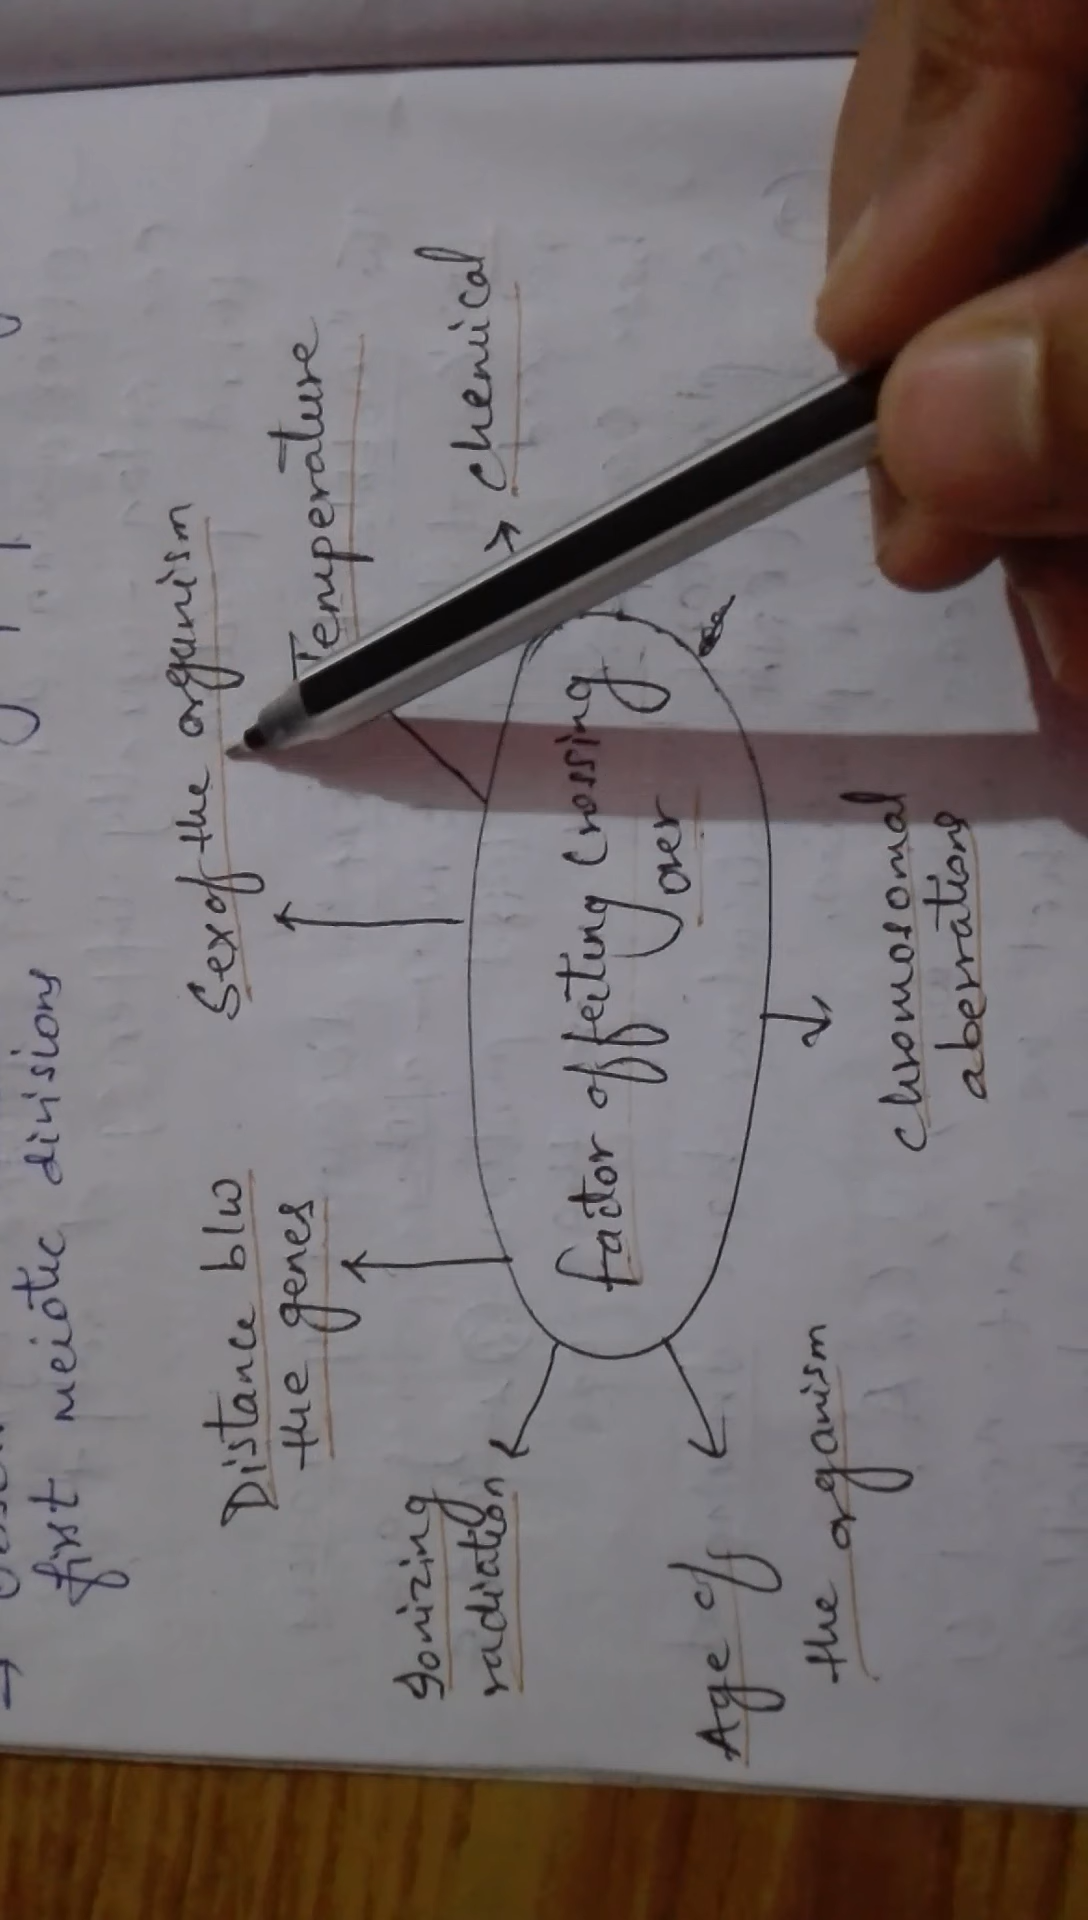 first meiotic divisions
Sex of the organism
Distance b/w
the genes
Temperature
Ionizing
radiation
chemical
factor offeiting crossing
over
Age of
the organism
chromosomal
aberrations